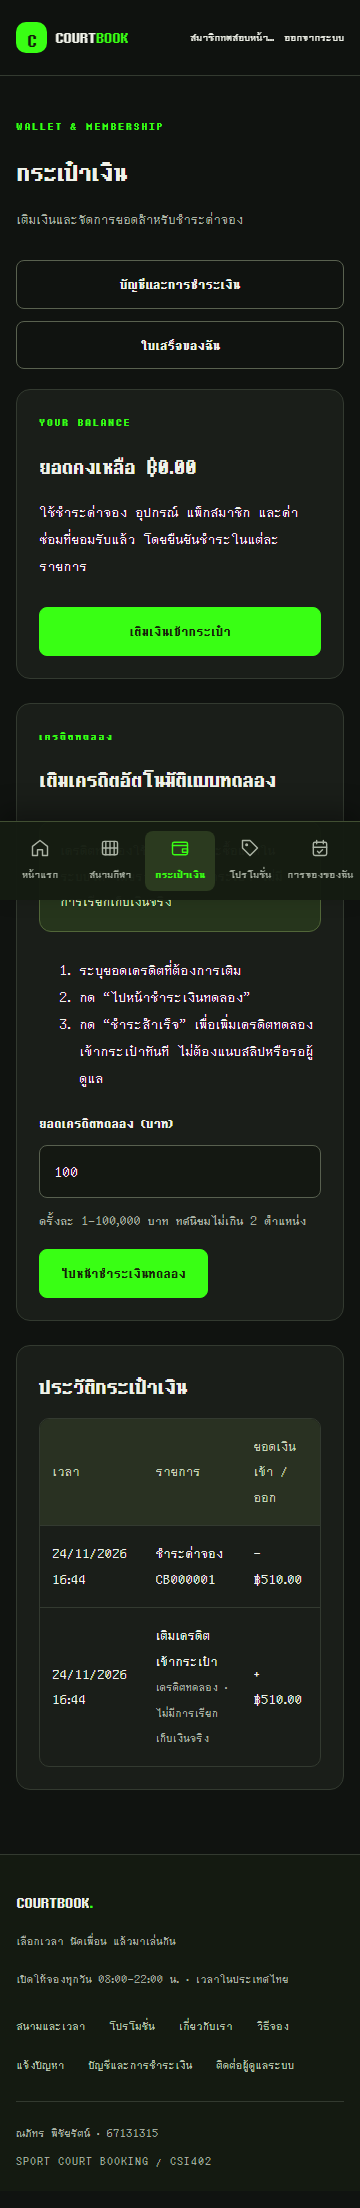 C COURTBOOK
สมาชิกทดสอบหน้า... ออกจากระบบ
WALLET & MEMBERSHIP
กระเป๋าเงิน
เติมเงินและจัดการยอดสำหรับชำระค่าจอง
บัญชีและการชำระเงิน
ใบเสร็จของฉัน
YOUR BALANCE
ยอดคงเหลือ ฿0.00
ใช้ชำระค่าจอง อุปกรณ์ แพ็กสมาชิก และค่า
ซ่อมที่ยอมรับแล้ว โดยยืนยันชำระในแต่ละ
รายการ
เติมเงินเข้ากระเป๋า
เครดิตทดลอง
เติมเครดิตอัตโนมัติแบบทดลอง
หน้าแรก
สนามกีฬา
กระเป๋าเงิน
โปรโมชั่น
การจองของฉัน
การเรียกเก็บเงินจริง
1. ระบุยอดเครดิตที่ต้องการเติม
2. กด “ไปหน้าชำระเงินทดลอง”
3. กด “ชำระสำเร็จ” เพื่อเพิ่มเครดิตทดลอง
เข้ากระเป๋าทันที ไม่ต้องแนบสลิปหรือรอผู้
ดูแล
ยอดเครดิตทดลอง (บาท)
100
ครั้งละ 1–100,000 บาท ทศนิยมไม่เกิน 2 ตำแหน่ง
ไปหน้าชำระเงินทดลอง
ประวัติกระเป๋าเงิน
เวลา
รายการ
ยอดเงิน
เข้า /
ออก
24/11/2026
16:44
ชำระค่าจอง
CB000001
-
฿510.00
24/11/2026
16:44
เติมเครดิต
เข้ากระเป๋า
เครดิตทดลอง ·
ไม่มีการเรียก
เก็บเงินจริง
+
฿510.00
COURTBOOK.
เลือกเวลา นัดเพื่อน แล้วมาเล่นกัน
เปิดให้จองทุกวัน 08:00–22:00 น. · เวลาในประเทศไทย
สนามและเวลา โปรโมชั่น เกี่ยวกับเรา วิธีจอง
แจ้งปัญหา บัญชีและการชำระเงิน ติดต่อผู้ดูแลระบบ
ณภัทร พิชัยรัตน์ · 67131315
SPORT COURT BOOKING / CSI402